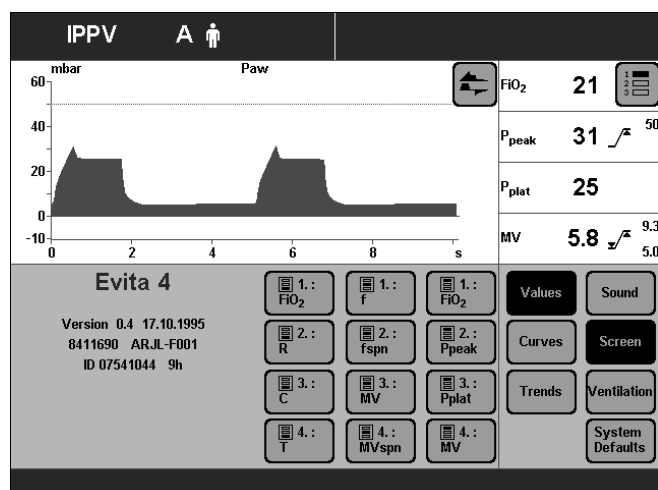 IPPV A
mbar Paw
60
40
20
0
-10
0 2 4 6 8 s
FiO2 21 1 2 3
Ppeak 31 50
Pplat 25
MV 5.8 9.3 5.0
Evita 4
Version 0.4 17.10.1995
8411690 ARJL-F001
ID 07541044 9h
1.: FiO2
1.: f
1.: FiO2
2.: R
2.: fspn
2.: Ppeak
3.: C
3.: MV
3.: Pplat
4.: T
4.: MVspn
4.: MV
Values
Sound
Curves
Screen
Trends
Ventilation
System
Defaults